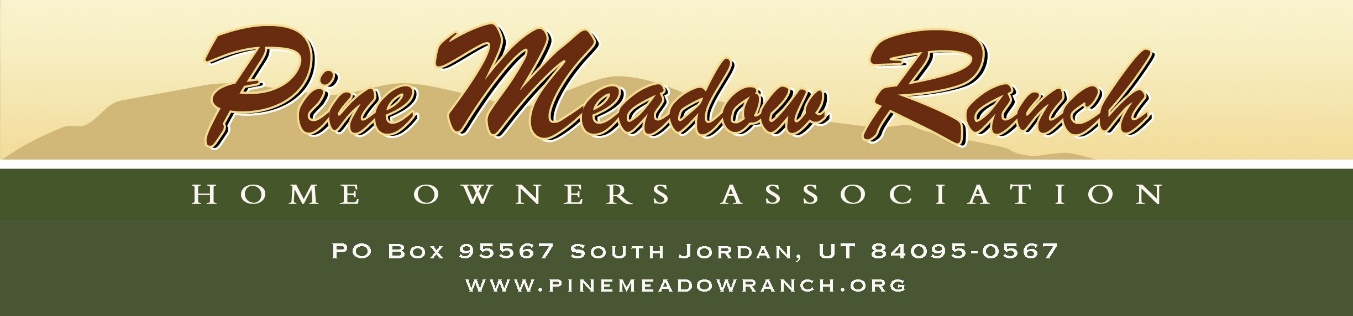 Pine Meadow Ranch
HOME OWNERS ASSOCIATION
PO Box 95567 South Jordan, UT 84095-0567
www.pinemeadowranch.org